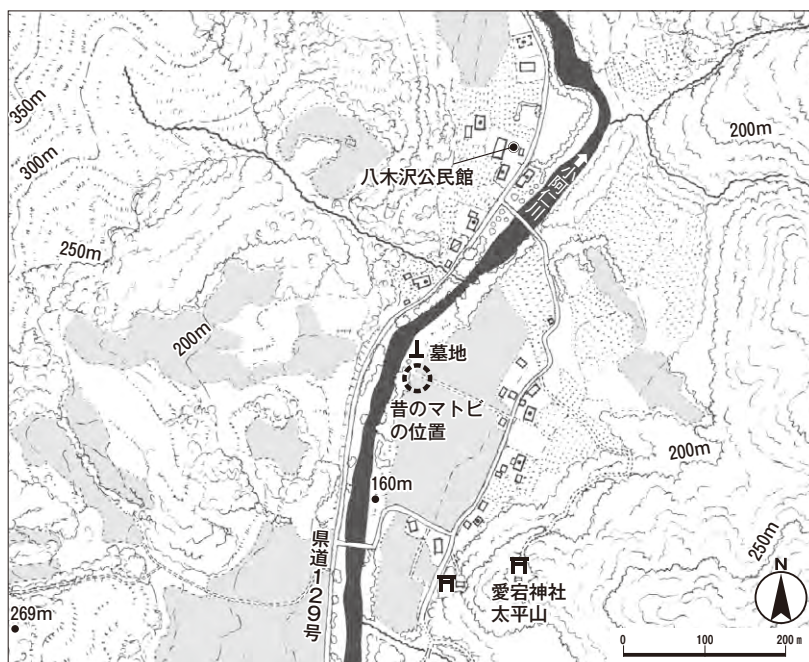 350m
300m
250m
200m
200m
八木沢公民館
小阿仁川
墓地
昔のマトビ
の位置
160m
県道129号
200m
250m
愛宕神社
太平山
269m
N
0 100 200 m